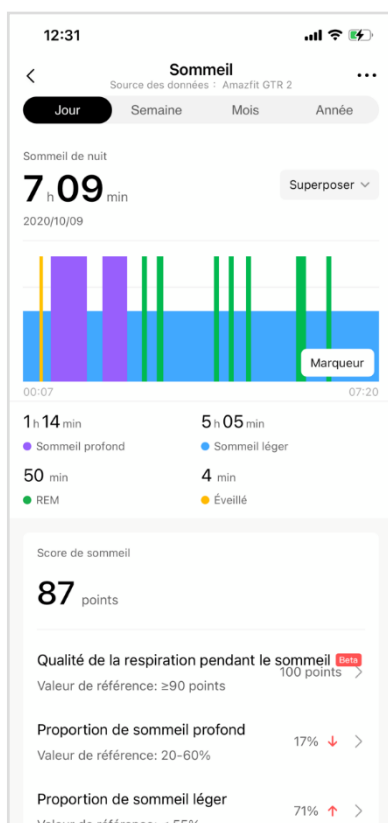 12:31
Sommeil
Source des données : Amazfit GTR 2
Jour Semaine Mois Année
Sommeil de nuit
7 h 09 min
Superposer
2020/10/09
Marqueur
00:07 07:20
1 h 14 min 5 h 05 min
Sommeil profond Sommeil léger
50 min 4 min
REM Éveillé
Score de sommeil
87 points
Qualité de la respiration pendant le sommeil Beta
100 points
Valeur de référence: ≥90 points
Proportion de sommeil profond
17%
Valeur de référence: 20-60%
Proportion de sommeil léger
71%
Valeur de référence: 55%